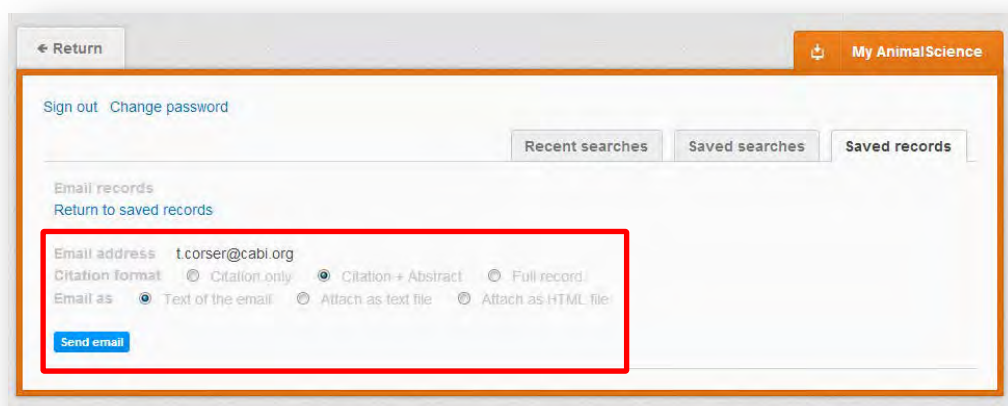 ← Return
My AnimalScience
Sign out Change password
Recent searches Saved searches Saved records
Email records
Return to saved records
Email address t.corser@cabi.org
Citation format Citation only Citation + Abstract Full record
Email as Text of the email Attach as text file Attach as HTML file
Send email